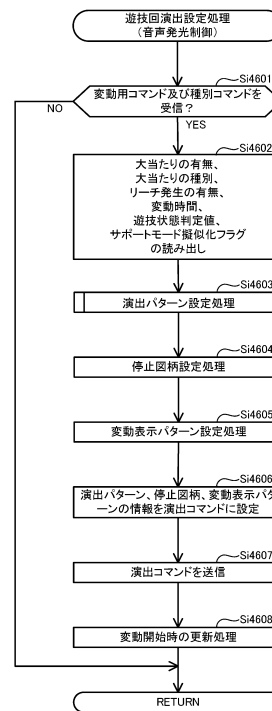 遊技回演出設定処理
(音声発光制御)
Si4601
変動用コマンド及び種別コマンドを
受信?
NO
YES
Si4602
大当たりの有無、
大当たりの種別、
リーチ発生の有無、
変動時間、
遊技状態判定値、
サポートモード擬似化フラグ
の読み出し
Si4603
演出パターン設定処理
Si4604
停止図柄設定処理
Si4605
変動表示パターン設定処理
Si4606
演出パターン、停止図柄、変動表示パタ
ーンの情報を演出コマンドに設定
Si4607
演出コマンドを送信
Si4608
変動開始時の更新処理
RETURN